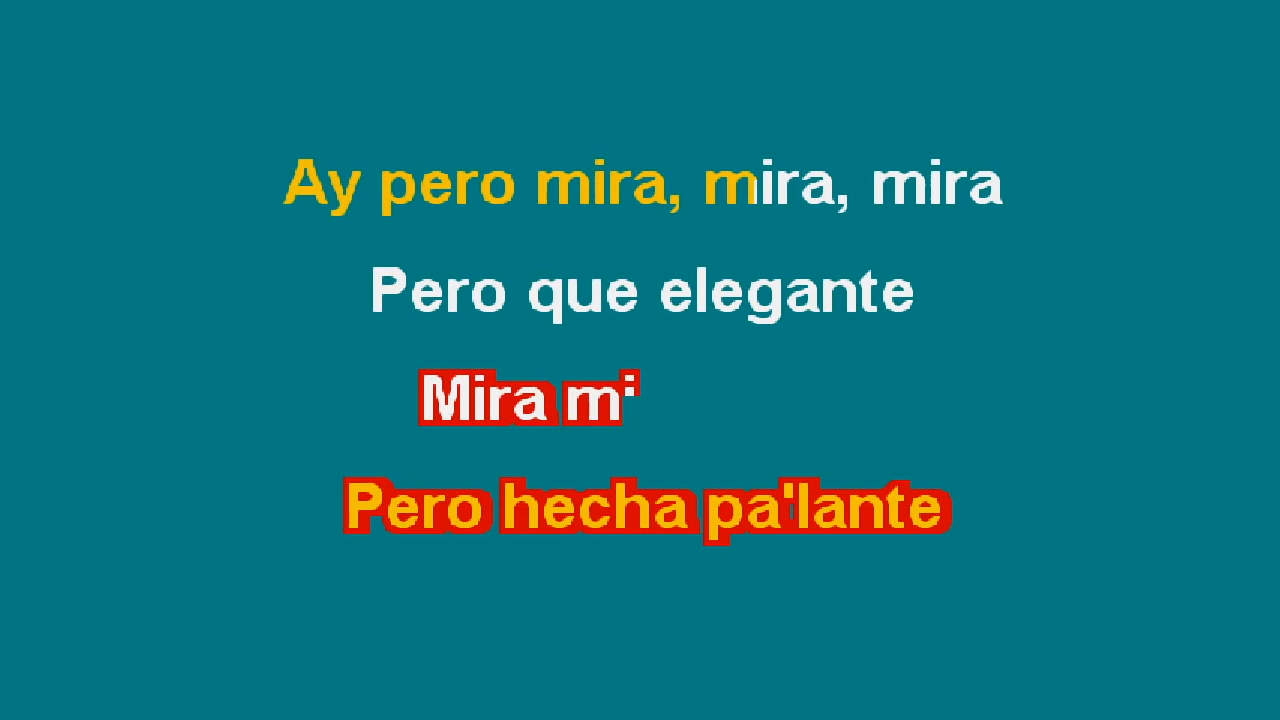 Ay pero mira, mira, mira
Pero que elegante
Mira
Pero hecha pa'lante